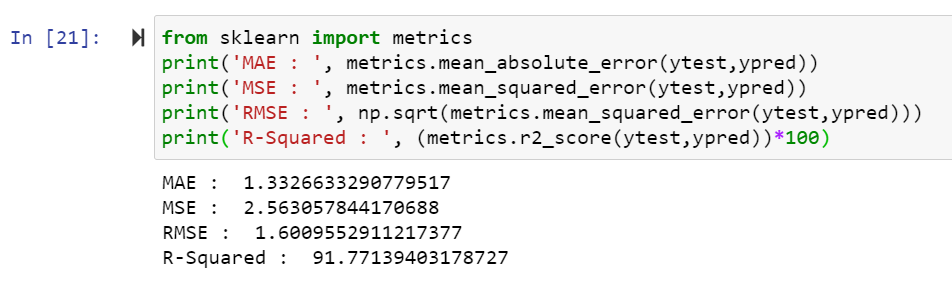 In [21]:
from sklearn import metrics
print('MAE : ', metrics.mean_absolute_error(ytest,ypred))
print('MSE : ', metrics.mean_squared_error(ytest,ypred))
print('RMSE : ', np.sqrt(metrics.mean_squared_error(ytest,ypred)))
print('R-Squared : ', (metrics.r2_score(ytest,ypred))*100)
MAE :  1.3326633290779517
MSE :  2.563057844170688
RMSE :  1.6009552911217377
R-Squared :  91.77139403178727